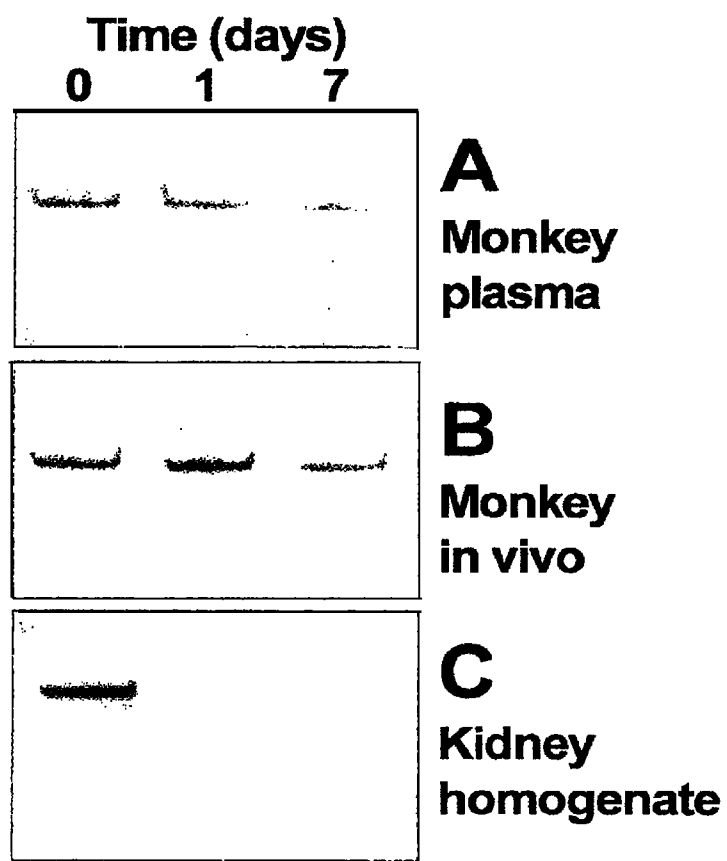 Time (days)
0 1 7
A
Monkey
plasma
B
Monkey
in vivo
C
Kidney
homogenate